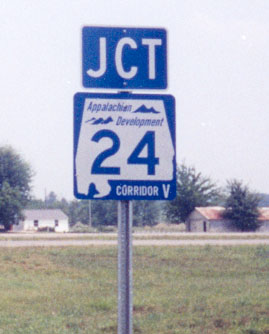 JCT
Appalachian
Development
24
CORRIDOR V